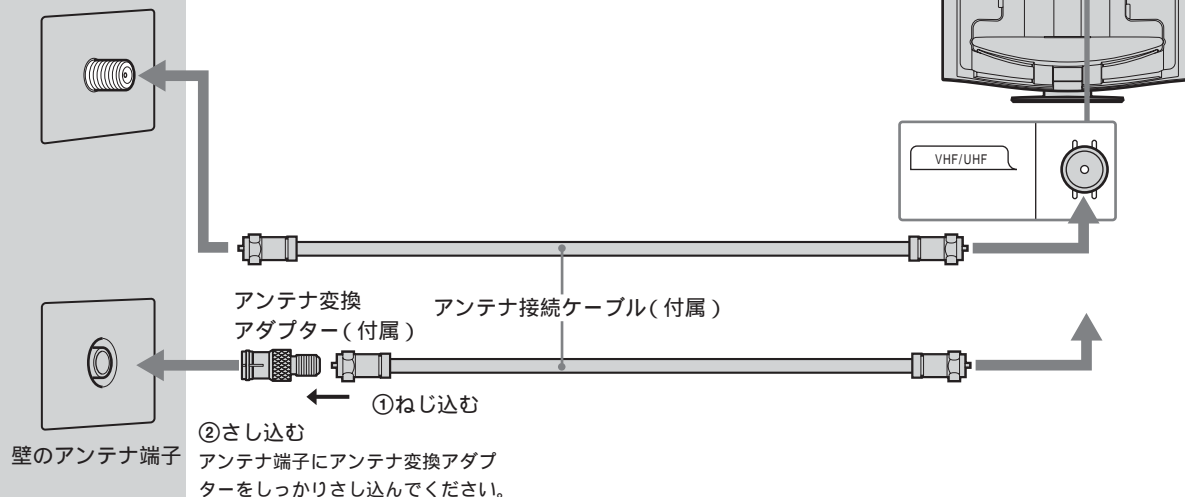 VHF/UHF
アンテナ変換
アダプター(付属)
アンテナ接続ケーブル(付属)
①ねじ込む
②さし込む
壁のアンテナ端子
アンテナ端子にアンテナ変換アダプ
ターをしっかりさし込んでください。